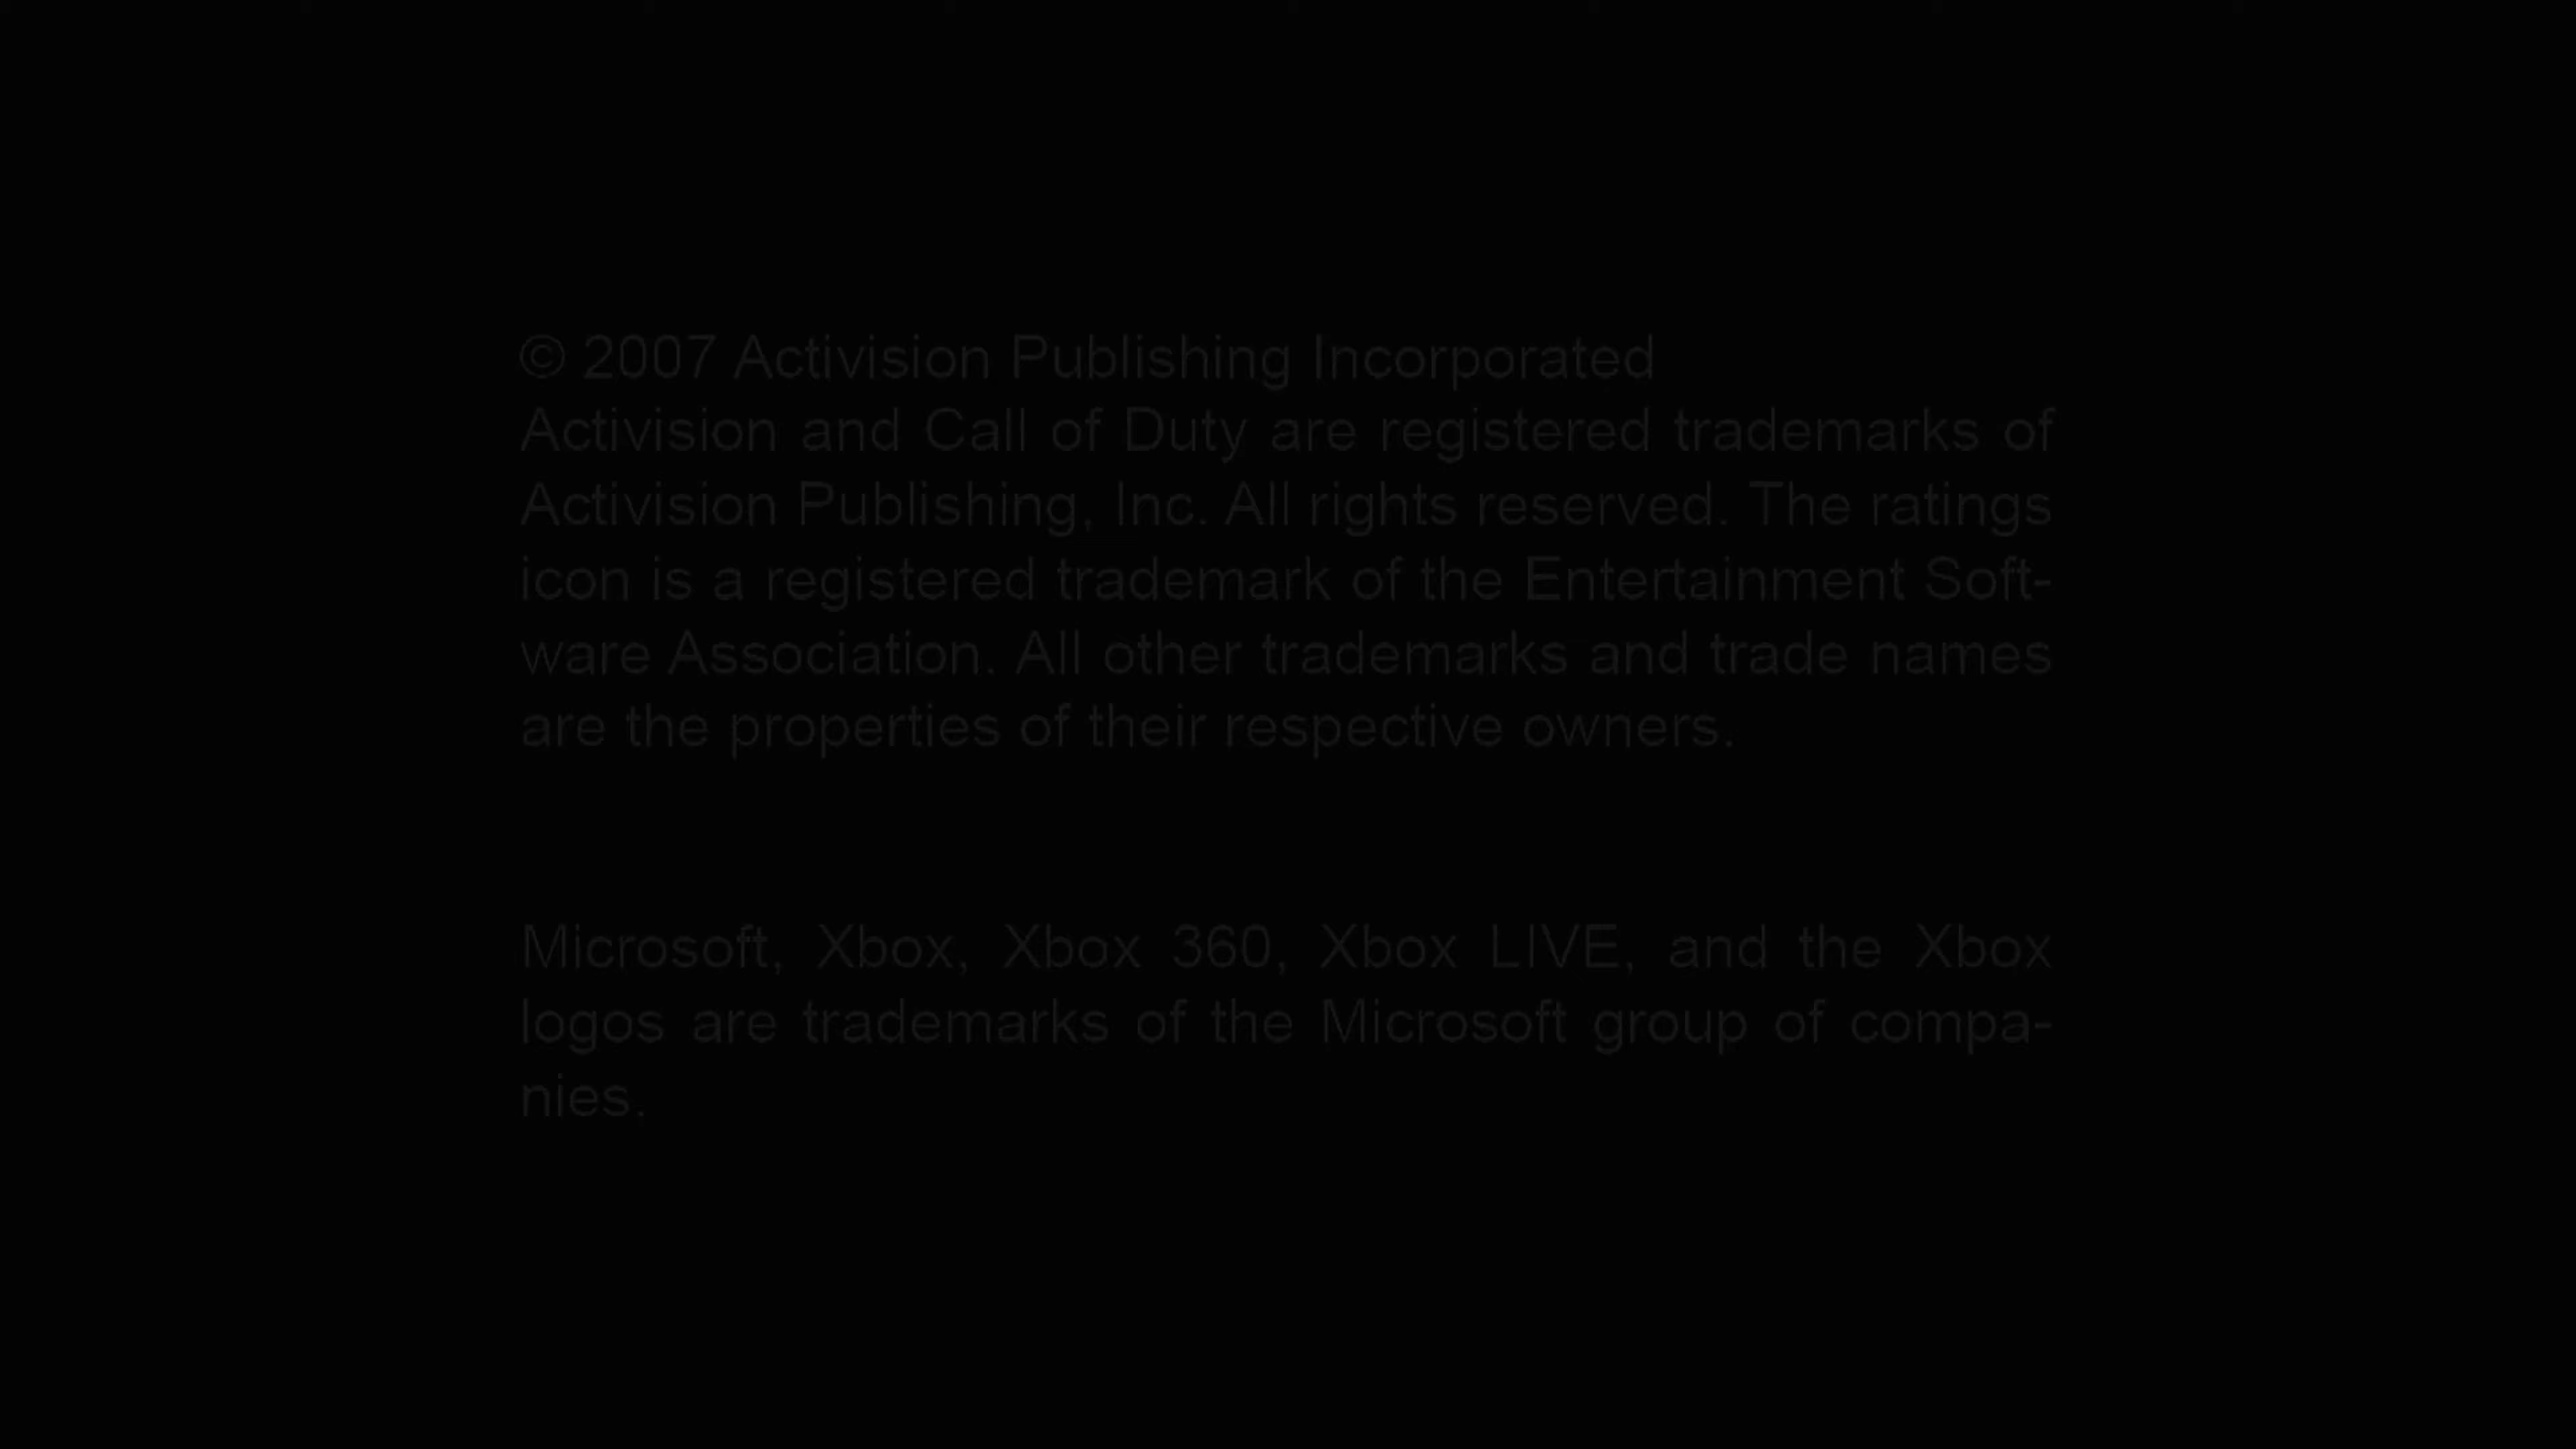 © 2007 Activision Publishing Incorporated
Activision and Call of Duty are registered trademarks of
Activision Publishing, Inc. All rights reserved. The ratings
icon is a registered trademark of the Entertainment Soft-
ware Association. All other trademarks and trade names
are the properties of their respective owners.
Microsoft, Xbox, Xbox 360, Xbox LIVE, and the Xbox
logos are trademarks of the Microsoft group of compa-
nies.